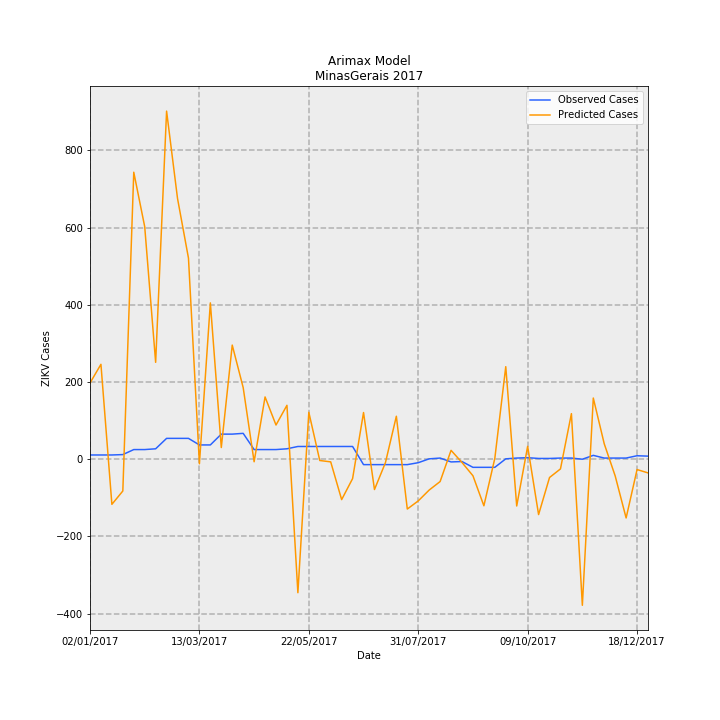 Arimax Model
MinasGerais 2017
Observed Cases
Predicted Cases
ZIKV Cases
800
600
400
200
0
−200
−400
02/01/2017
13/03/2017
22/05/2017
31/07/2017
09/10/2017
18/12/2017
Date